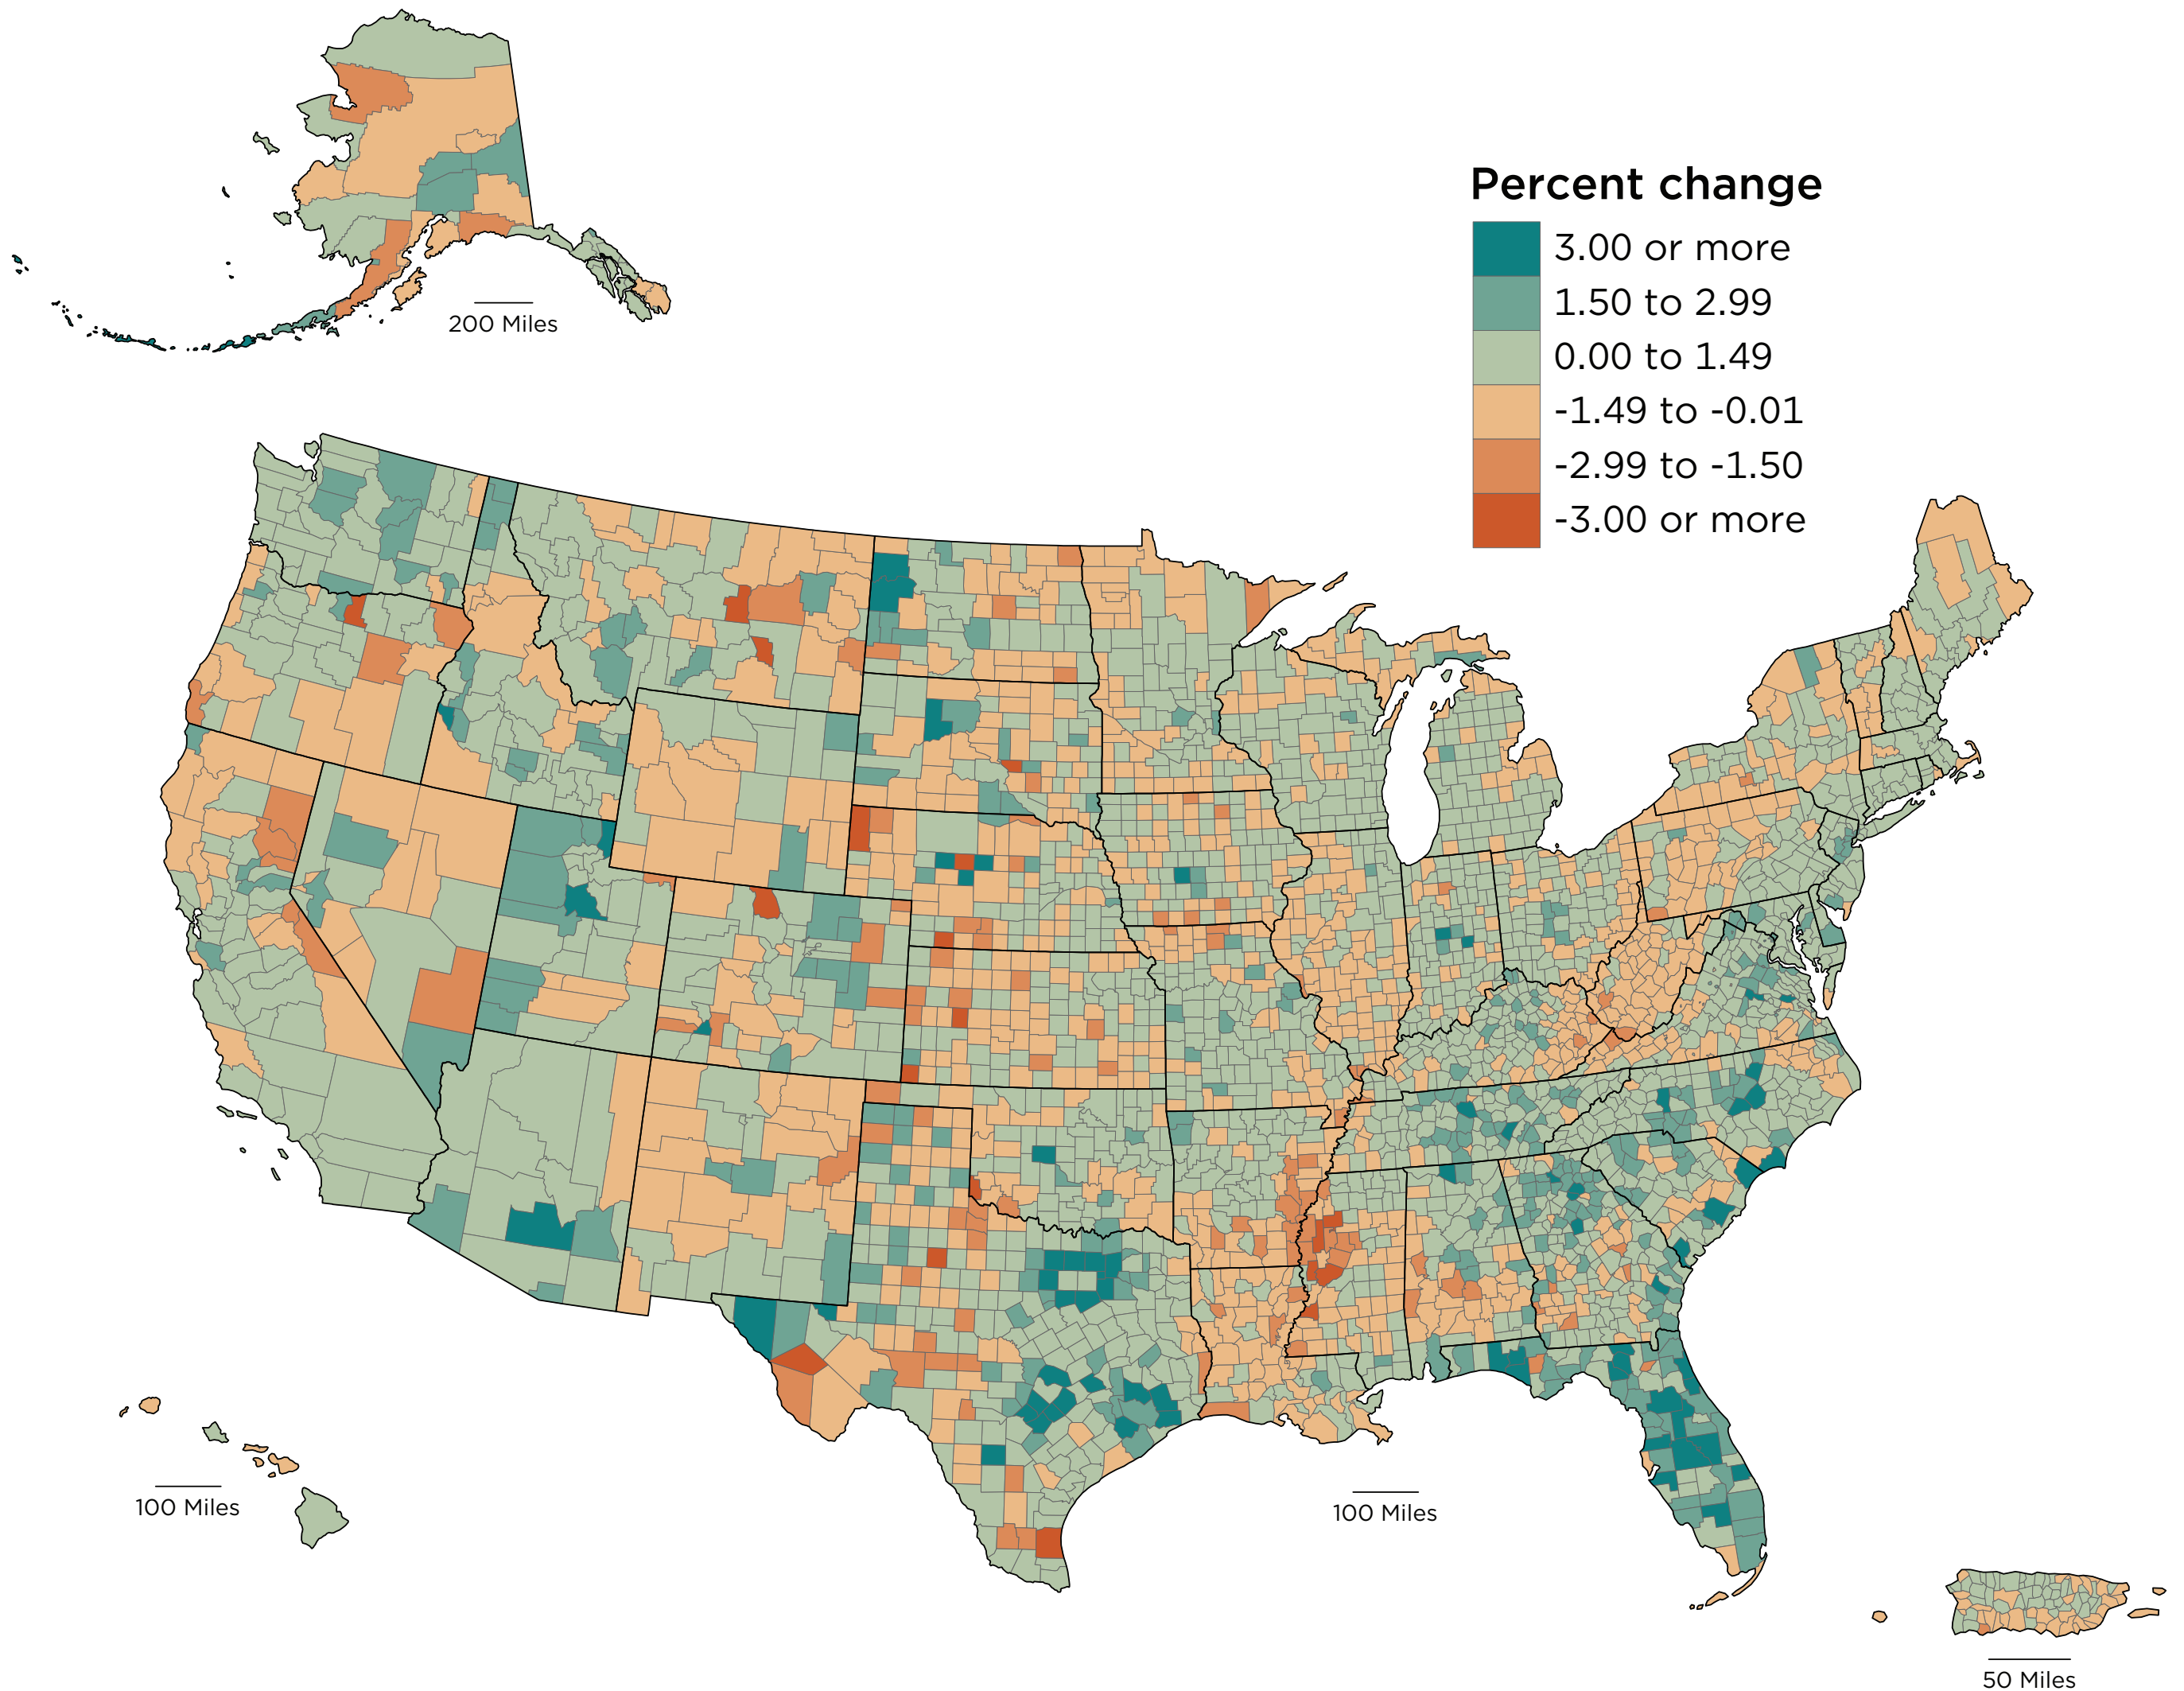 Percent change
3.00 or more
1.50 to 2.99
0.00 to 1.49
-1.49 to -0.01
-2.99 to -1.50
-3.00 or more
200 Miles
100 Miles
100 Miles
50 Miles